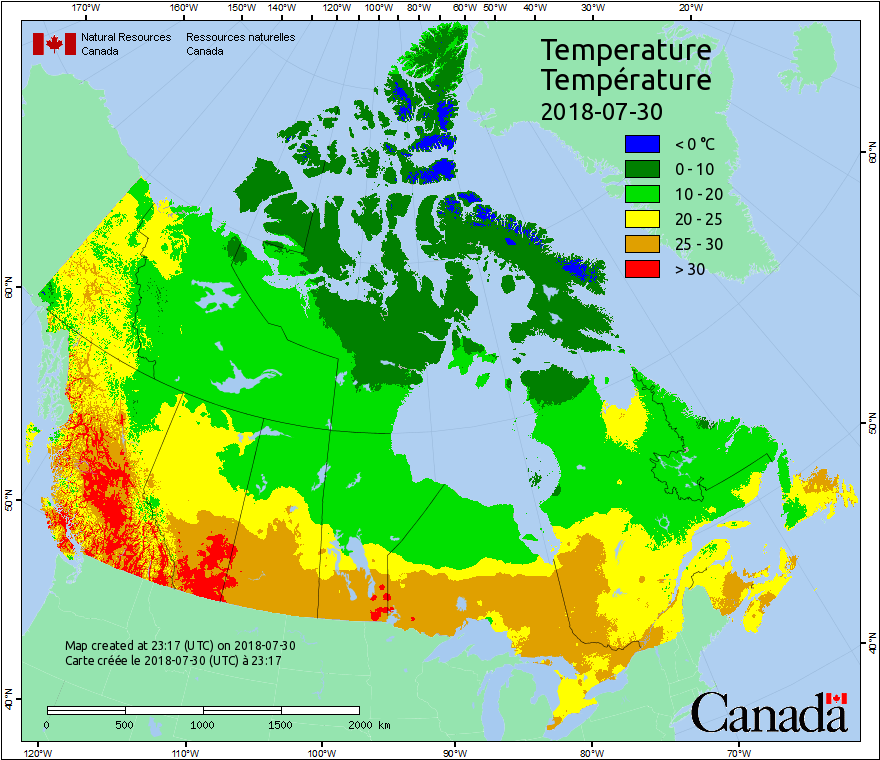 170°W 160°W 150°W 140°W 120°W 100°W 80°W 60°W 50°W 40°W 30°W 20°W
Natural Resources Ressources naturelles
Canada Canada
Temperature
Température
2018-07-30
< 0 °C
0 - 10
10 - 20
20 - 25
25 - 30
> 30
60°N
60°N
50°N
50°N
40°N
40°N
Map created at 23:17 (UTC) on 2018-07-30
Carte créée le 2018-07-30 (UTC) à 23:17
0 500 1000 1500 2000 km
Canada
120°W 110°W 100°W 90°W 80°W 70°W